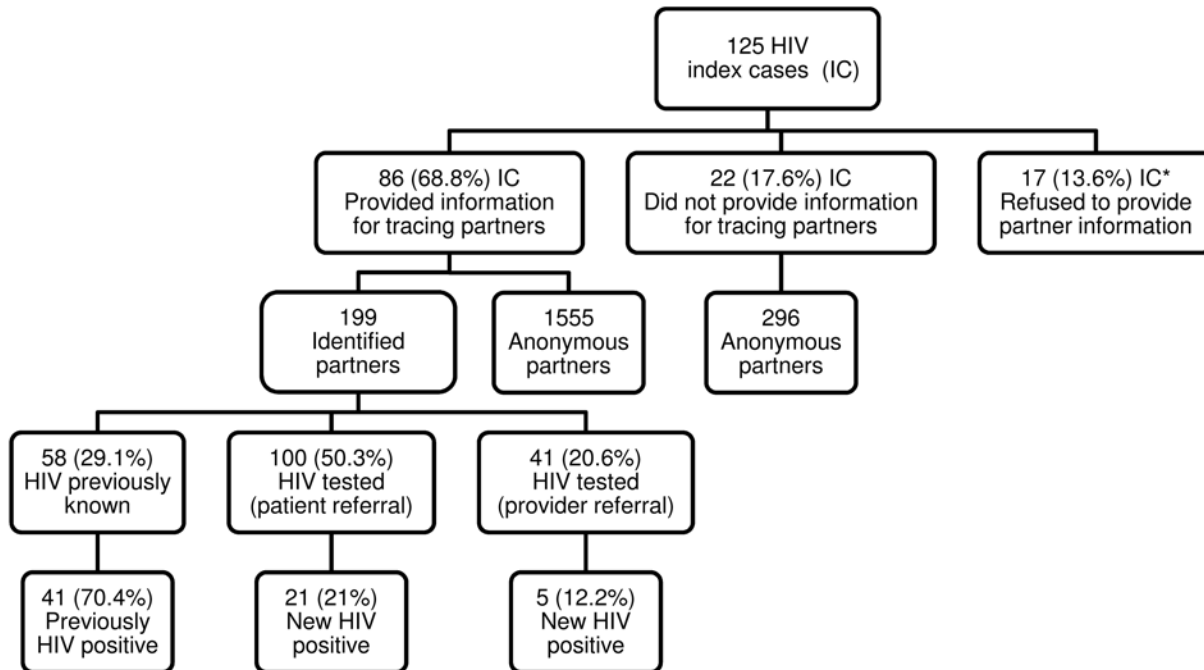 125 HIV
index cases (IC)
86 (68.8%) IC
Provided information
for tracing partners
22 (17.6%) IC
Did not provide information
for tracing partners
17 (13.6%) IC*
Refused to provide
partner information
199
Identified
partners
1555
Anonymous
partners
296
Anonymous
partners
58 (29.1%)
HIV previously
known
100 (50.3%)
HIV tested
(patient referral)
41 (20.6%)
HIV tested
(provider referral)
41 (70.4%)
Previously
HIV positive
21 (21%)
New HIV
positive
5 (12.2%)
New HIV
positive